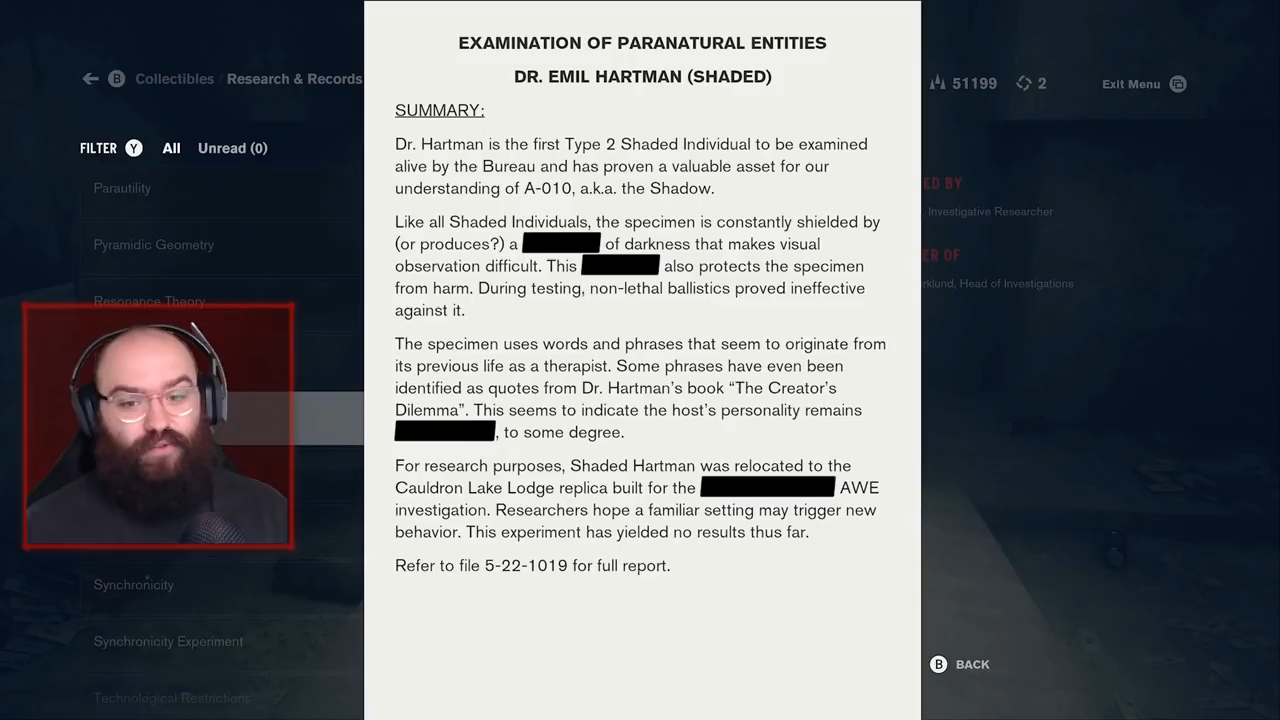 EXAMINATION OF PARANATURAL ENTITIES
DR. EMIL HARTMAN (SHADED)
B Collectibles / Research & Records
51199 2
Exit Menu
SUMMARY:
Dr. Hartman is the first Type 2 Shaded Individual to be examined
alive by the Bureau and has proven a valuable asset for our
understanding of A-010, a.k.a. the Shadow.
Like all Shaded Individuals, the specimen is constantly shielded by
(or produces?) a of darkness that makes visual
observation difficult. This also protects the specimen
from harm. During testing, non-lethal ballistics proved ineffective
against it.
The specimen uses words and phrases that seem to originate from
its previous life as a therapist. Some phrases have even been
identified as quotes from Dr. Hartman's book “The Creator's
Dilemma”. This seems to indicate the host's personality remains
, to some degree.
For research purposes, Shaded Hartman was relocated to the
Cauldron Lake Lodge replica built for the AWE
investigation. Researchers hope a familiar setting may trigger new
behavior. This experiment has yielded no results thus far.
Refer to file 5-22-1019 for full report.
FILTER Y All Unread (0)
Parautility
Pyramidic Geometry
Resonance Theory
Synchronicity
Synchronicity Experiment
Technological Restrictions
ED BY
Investigative Researcher
ER OF
rklund, Head of Investigations
B BACK